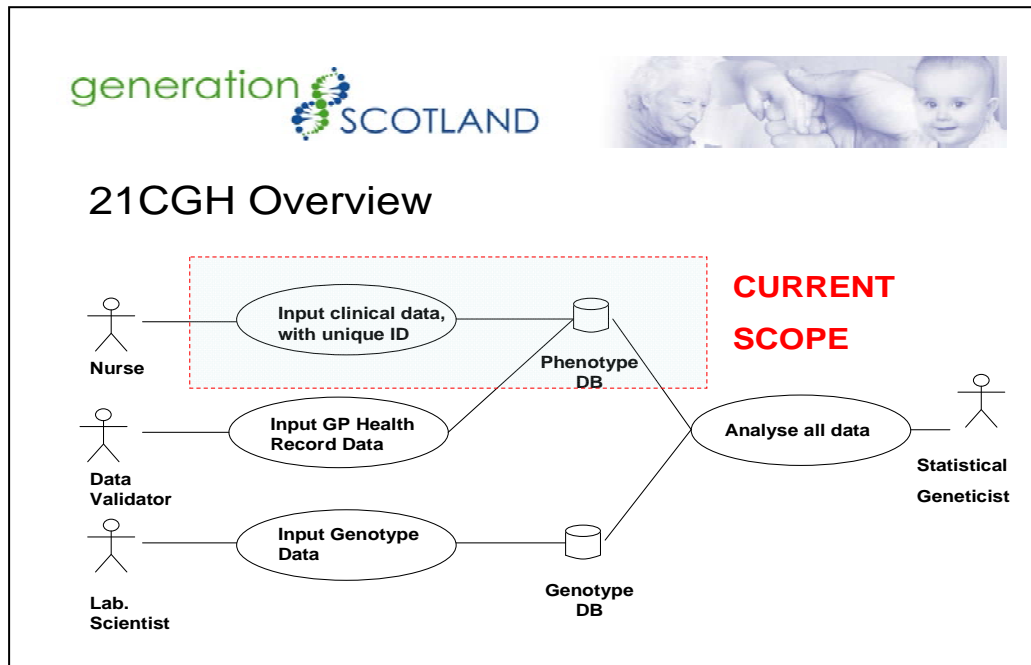 generation
SCOTLAND
21CGH Overview
CURRENT
SCOPE
Input clinical data,
with unique ID
Nurse
Phenotype
DB
Input GP Health
Record Data
Analyse all data
Data
Validator
Statistical
Geneticist
Input Genotype
Data
Genotype
DB
Lab.
Scientist